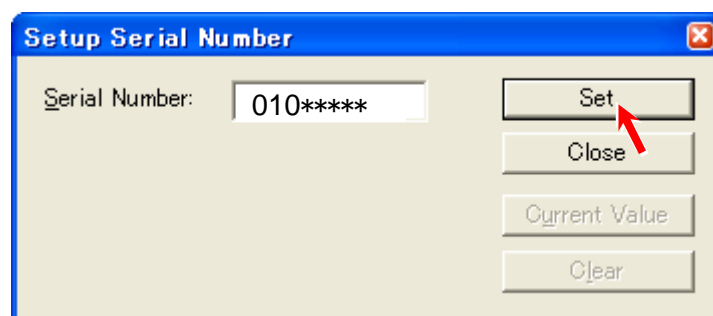 Setup Serial Number
Serial Number: 010***** Set
Close
Current Value
Clear